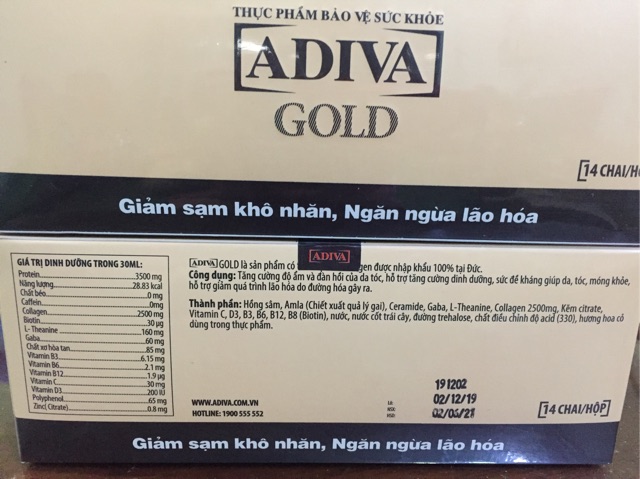 THỰC PHẨM BẢO VỆ SỨC KHỎE
ADIVA
GOLD
[14 CHAI/H
Giảm sạm khô nhăn, Ngăn ngừa lão hóa
GIÁ TRỊ DINH DƯỠNG TRONG 30ML:
Protein 3500 mg
Năng lượng 28.83 kcal
Chất béo 0 mg
Caffein 0mg
Collagen 2500 mg
Biotin 30 µg
L- Theanine 160 mg
Gaba 60 mg
Chất xơ hòa tan 85 mg
Vitamin B3 6.15 mg
Vitamin B6 2.1 mg
Vitamin B12 1.9 µg
Vitamin C 30 mg
Vitamin D3 200 IU
Polyphenol 65 mg
Zinc( Citrate) 0.8 mg
ADIVA
[ADIVA] GOLD là sản phẩm có gen được nhập khẩu 100% tại Đức.
Công dụng: Tăng cường độ ẩm và đàn hồi của da tóc, hỗ trợ tăng cường dinh dưỡng, sức đề kháng giúp da, tóc, móng khỏe,
hỗ trợ giảm quá trình lão hóa do đường hóa gây ra.
Thành phần: Hồng sâm, Amla (Chiết xuất quả lý gai), Ceramide, Gaba, L-Theanine, Collagen 2500mg, Kẽm citrate,
Vitamin C, D3, B3, B6, B12, B8 (Biotin), nước, nước cốt trái cây, đường trehalose, chất điều chỉnh độ acid (330), hương hoa cỏ
dùng trong thực phẩm.
WWW.ADIVA.COM.VN
HOTLINE: 1900 555 552
191202
02/12/19
02/06/21
[14 CHAI/HỘP]
Giảm sạm khô nhăn, Ngăn ngừa lão hóa